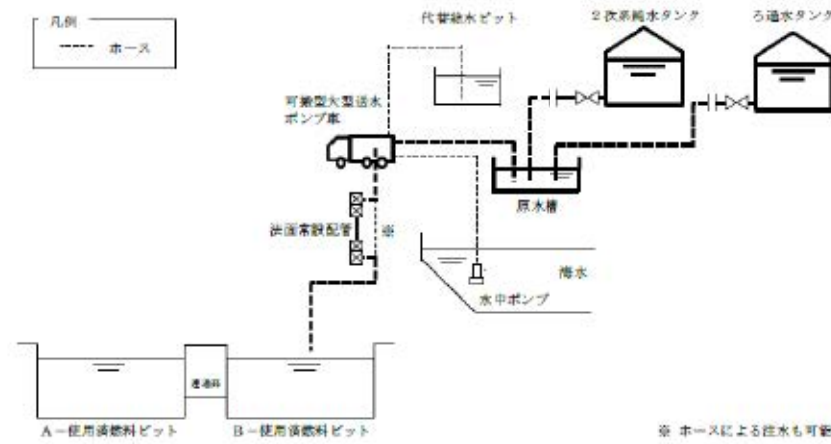 凡例
ホース
代替給水ピット
2次系純水タンク
ろ過水タンク
可搬型大型送水
ポンプ車
原水槽
法面常設配管
※
海水
水中ポンプ
A-使用済燃料ピット
B-使用済燃料ピット
※ ホースによる注水も可能